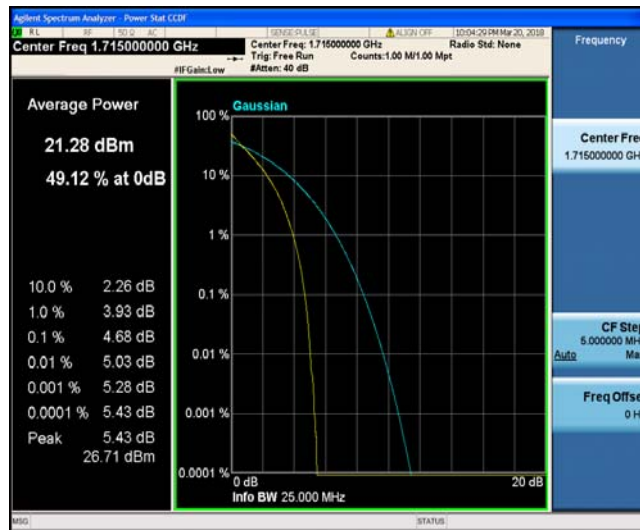 Agilent Spectrum Analyzer - Power Stat CCDF
RL RF 50 Ω AC SENSE:PULSE ALIGN OFF 10:04:29 PM Mar 20, 2018
Center Freq 1.715000000 GHz
Center Freq: 1.715000000 GHz Radio Std: None
Trig: Free Run Counts:1.00 M/1.00 Mpt
#IFGain:Low #Atten: 40 dB
Frequency
Average Power
21.28 dBm
49.12 % at 0dB
10.0 % 2.26 dB
1.0 % 3.93 dB
0.1 % 4.68 dB
0.01 % 5.03 dB
0.001 % 5.28 dB
0.0001 % 5.43 dB
Peak 5.43 dB
26.71 dBm
Gaussian
100 %
10 %
1 %
0.1 %
0.01 %
0.001 %
0.0001 %
0 dB 20 dB
Info BW 25.000 MHz
Center Fre
1.715000000 GH
CF Step
5.000000 MH
Auto Ma
Freq Offse
0 H
MSG STATUS